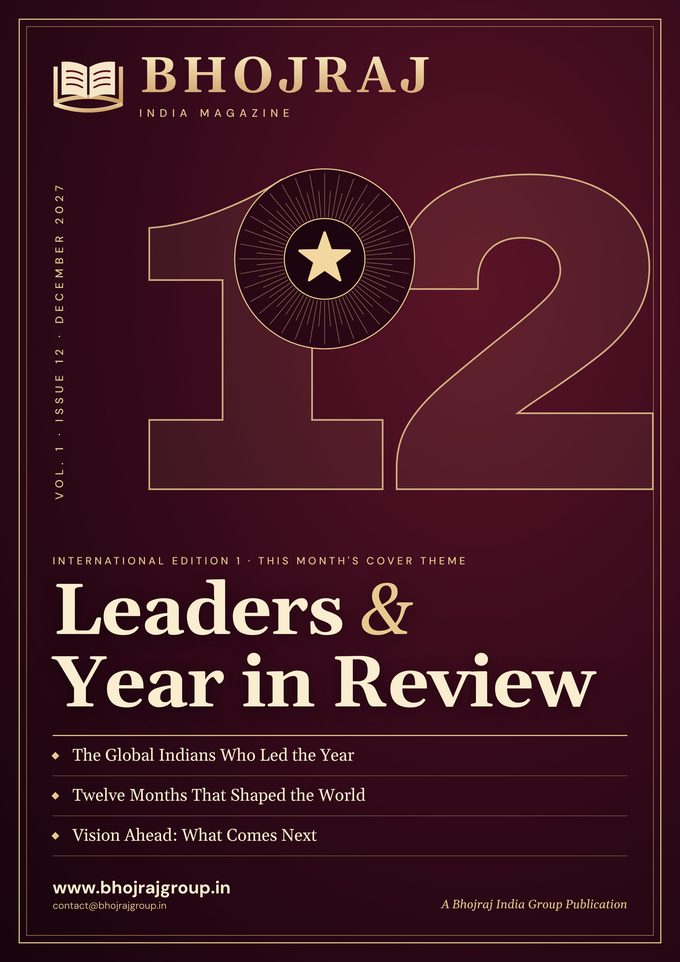 BHOJRAJ
INDIA MAGAZINE
VOL. 1 · ISSUE 12 · DECEMBER 2027
12
INTERNATIONAL EDITION 1 · THIS MONTH'S COVER THEME
Leaders &
Year in Review
The Global Indians Who Led the Year
Twelve Months That Shaped the World
Vision Ahead: What Comes Next
www.bhojrajgroup.in
contact@bhojrajgroup.in
A Bhojraj India Group Publication